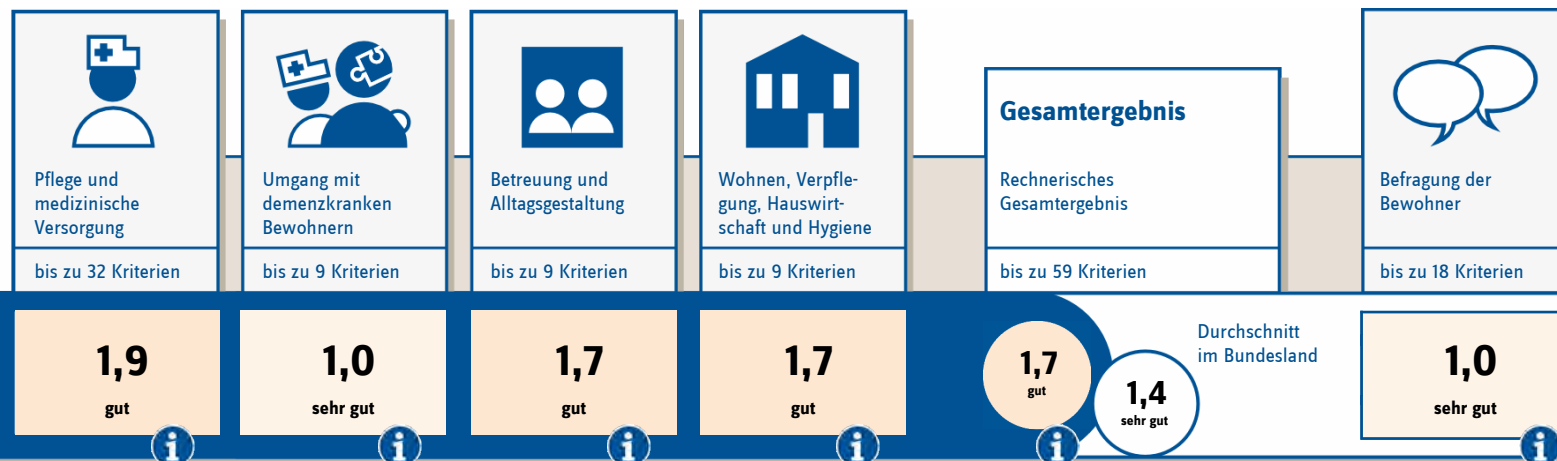 Pflege und
medizinische
Versorgung
bis zu 32 Kriterien
1,9
gut
Umgang mit
demenzkranken
Bewohnern
bis zu 9 Kriterien
1,0
sehr gut
Betreuung und
Alltagsgestaltung
bis zu 9 Kriterien
1,7
gut
Wohnen, Verpfle-
gung, Hauswirt-
schaft und Hygiene
bis zu 9 Kriterien
1,7
gut
Gesamtergebnis
Rechnerisches
Gesamtergebnis
bis zu 59 Kriterien
1,7
gut
1,4
sehr gut
Durchschnitt
im Bundesland
Befragung der
Bewohner
bis zu 18 Kriterien
1,0
sehr gut